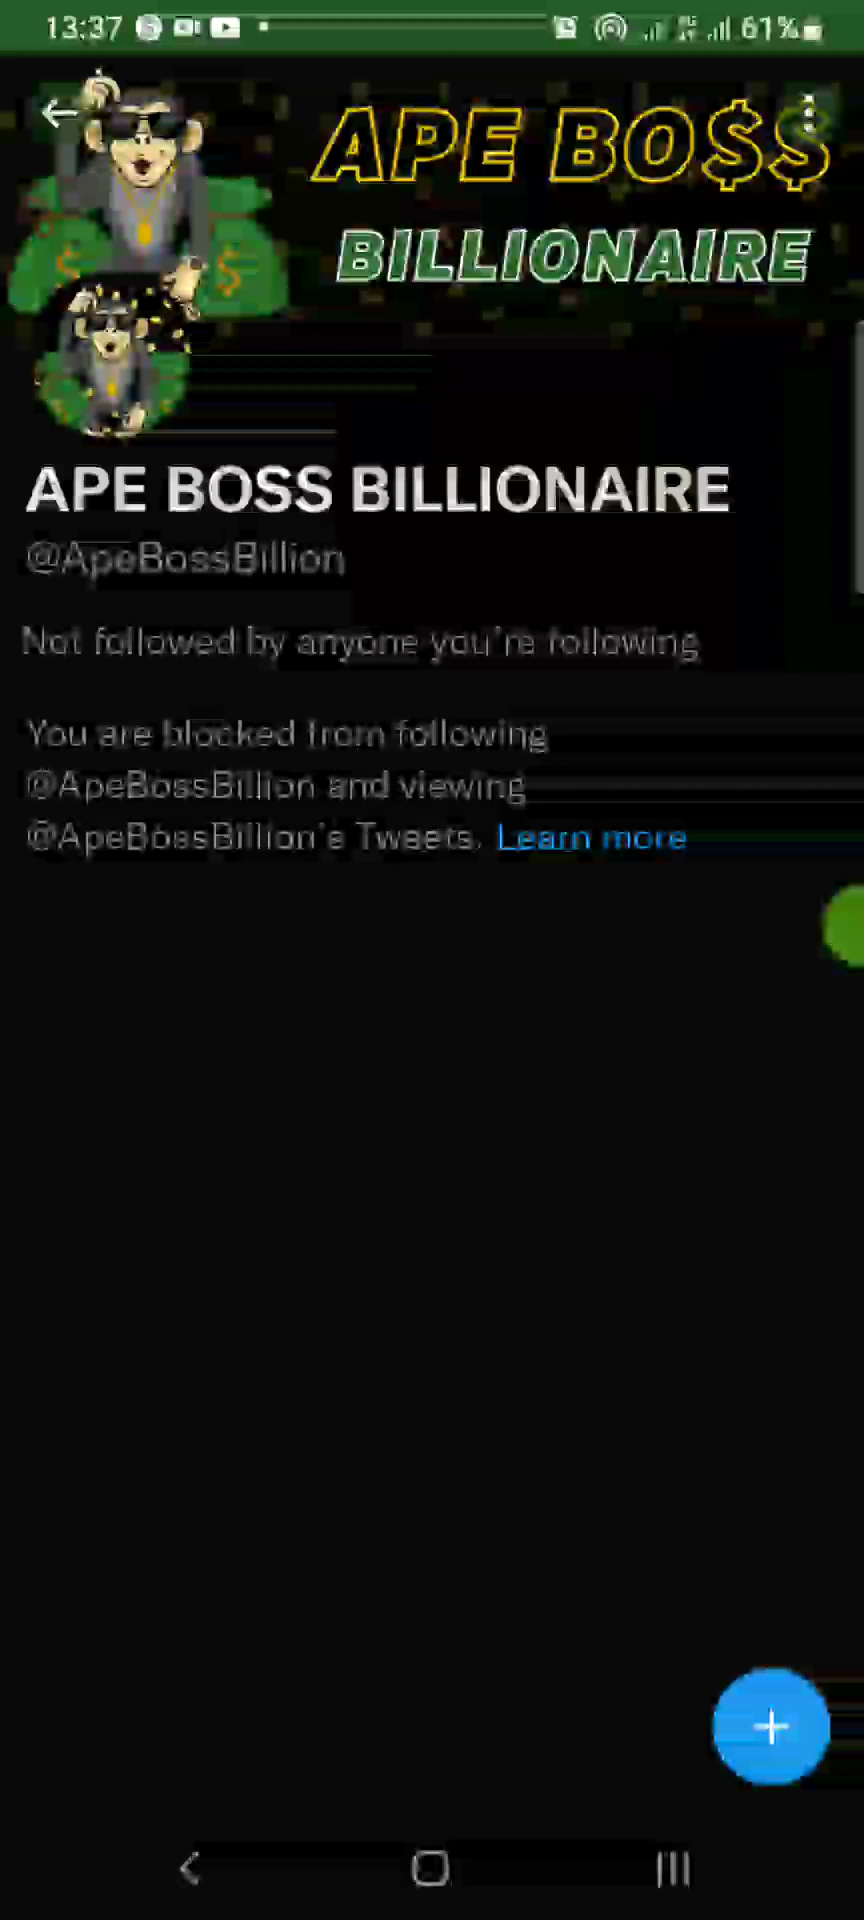 13:37
61%
APE BO$$
BILLIONAIRE
APE BOSS BILLIONAIRE
@ApeBossBillion
Not followed by anyone you're following
You are blocked from following
@ApeBossBillion and viewing
@ApeBossBillion's Tweets. Learn more